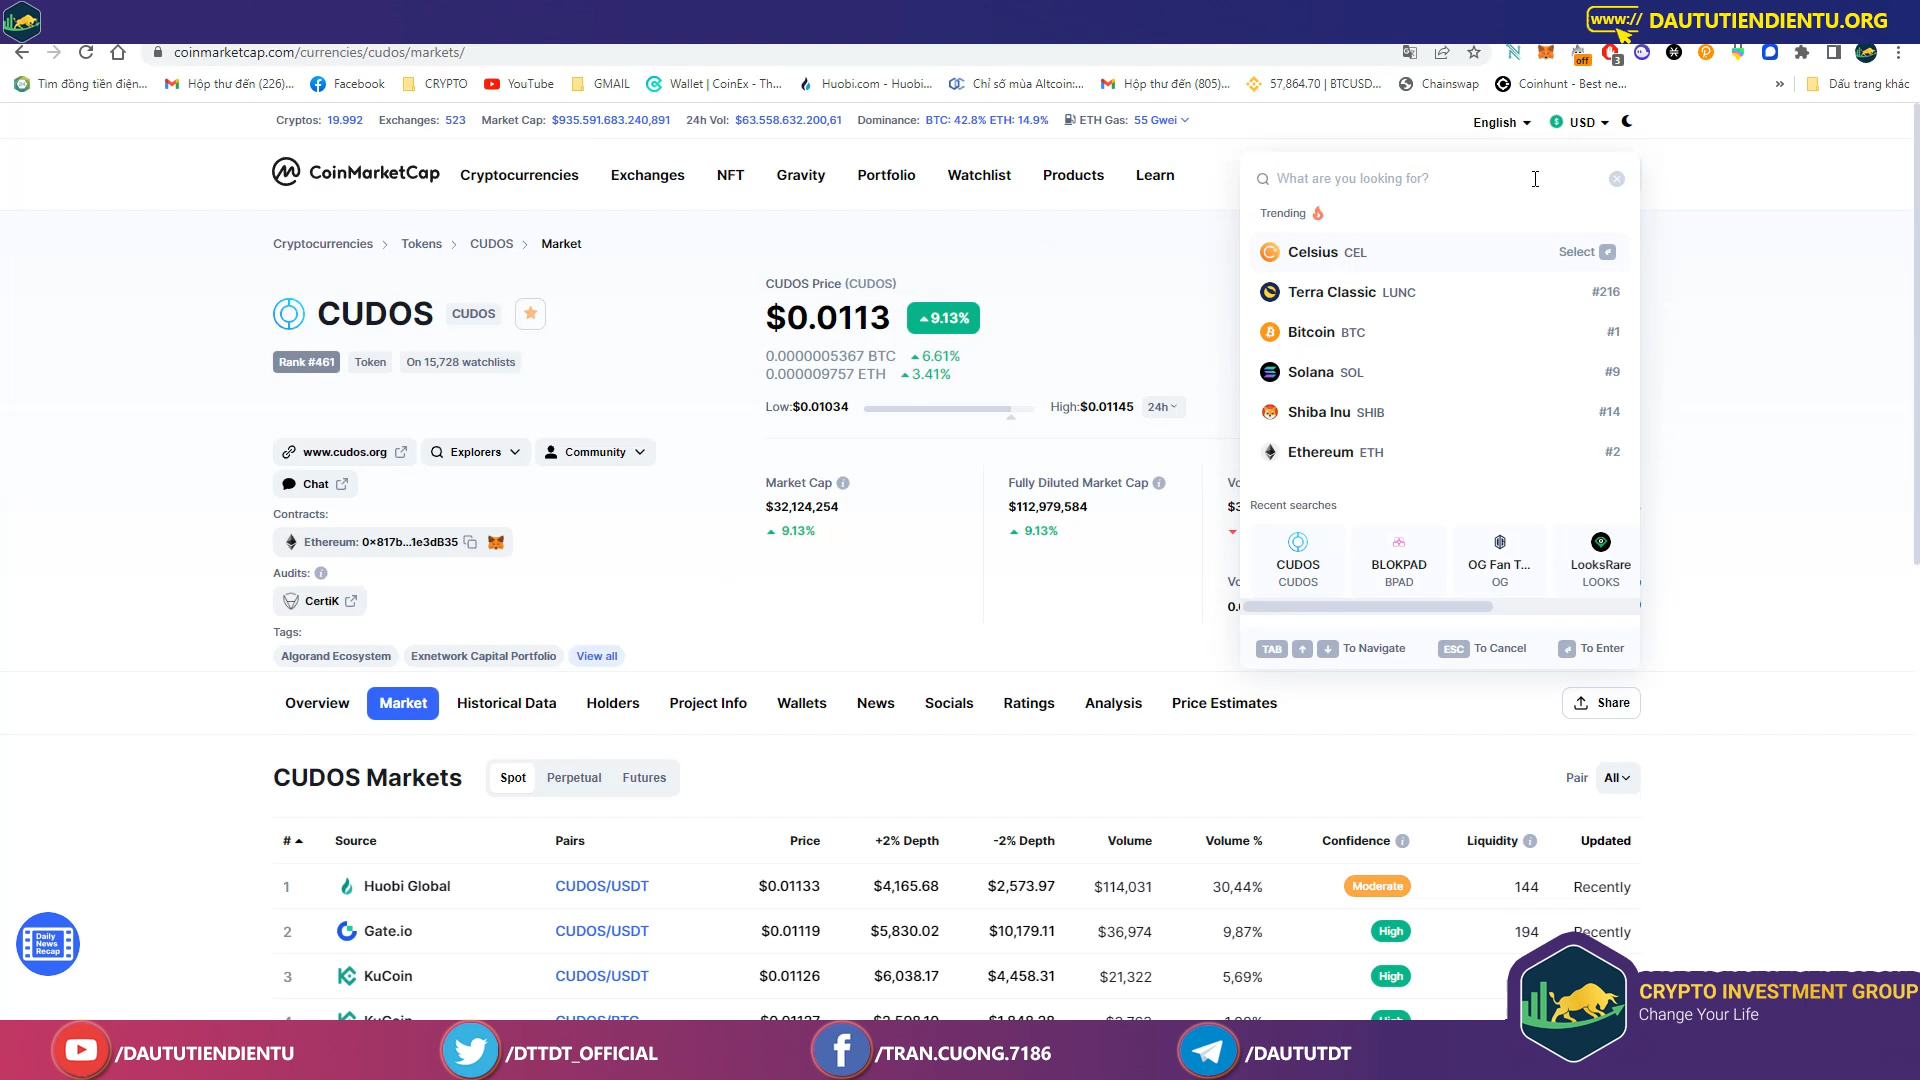 www:// DAUTUTIENDIENTU.ORG
coinmarketcap.com/currencies/cudos/markets/
off 3
Tìm đồng tiền điện... Hộp thư đến (226)... Facebook CRYPTO YouTube GMAIL Wallet | CoinEx - Th... Huobi.com - Huobi... Chỉ số mùa Altcoin:... Hộp thư đến (805)... 57,864.70 | BTCUSD... Chainswap Coinhunt - Best ne... » Dấu trang khác
Cryptos: 19.992 Exchanges: 523 Market Cap: $935.591.683.240,891 24h Vol: $63.558.632.200,61 Dominance: BTC: 42.8% ETH: 14.9% ETH Gas: 55 Gwei English USD
CoinMarketCap Cryptocurrencies Exchanges NFT Gravity Portfolio Watchlist Products Learn
What are you looking for?
Trending
Celsius CEL Select
Terra Classic LUNC #216
Bitcoin BTC #1
Solana SOL #9
Shiba Inu SHIB #14
Ethereum ETH #2
Recent searches
CUDOS BLOKPAD OG Fan T... LooksRare
CUDOS BPAD OG LOOKS
TAB To Navigate ESC To Cancel To Enter
Cryptocurrencies > Tokens > CUDOS > Market
CUDOS CUDOS
Rank #461 Token On 15,728 watchlists
CUDOS Price (CUDOS)
$0.0113 9.13%
0.0000005367 BTC 6.61%
0.000009757 ETH 3.41%
Low:$0.01034 High:$0.01145 24h
www.cudos.org Explorers Community
Chat
Contracts:
Ethereum: 0x817b...1e3dB35
Audits:
CertiK
Tags:
Algorand Ecosystem Exnetwork Capital Portfolio View all
Market Cap Fully Diluted Market Cap
$32,124,254 $112,979,584
9.13% 9.13%
Overview Market Historical Data Holders Project Info Wallets News Socials Ratings Analysis Price Estimates Share
CUDOS Markets Spot Perpetual Futures Pair All
# Source Pairs Price +2% Depth -2% Depth Volume Volume % Confidence Liquidity Updated
1 Huobi Global CUDOS/USDT $0.01133 $4,165.68 $2,573.97 $114,031 30,44% Moderate 144 Recently
2 Gate.io CUDOS/USDT $0.01119 $5,830.02 $10,179.11 $36,974 9,87% High 194 Recently
3 KuCoin CUDOS/USDT $0.01126 $6,038.17 $4,458.31 $21,322 5,69% High
Daily
News
Recap
CRYPTO INVESTMENT GROUP
Change Your Life
/DAUTUTIENDIENTU /DTTDT_OFFICIAL /TRAN.CUONG.7186 /DAUTUTDT